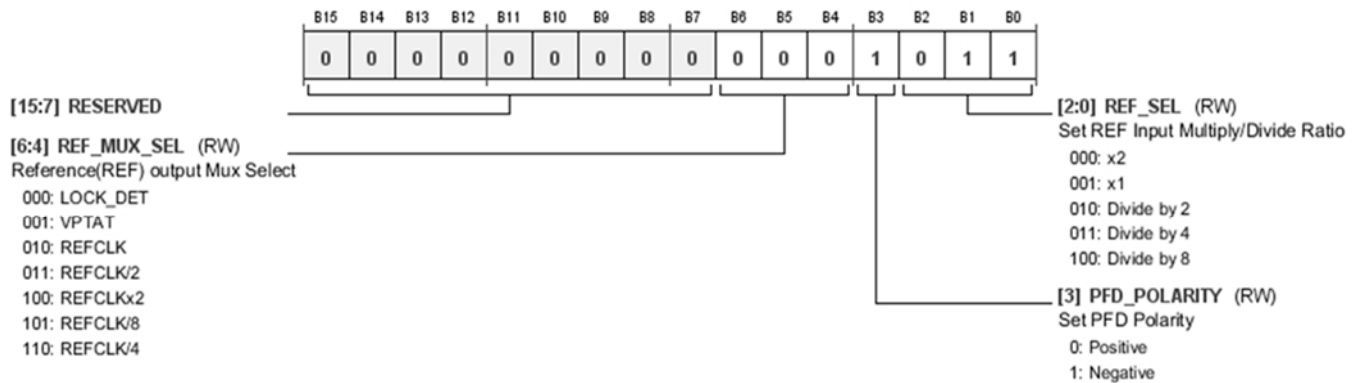 B15 B14 B13 B12 B11 B10 B9 B8 B7 B6 B5 B4 B3 B2 B1 B0
0 0 0 0 0 0 0 0 0 0 0 0 1 0 1 1
[15:7] RESERVED
[6:4] REF_MUX_SEL (RW)
Reference(REF) output Mux Select
000: LOCK_DET
001: VPTAT
010: REFCLK
011: REFCLK/2
100: REFCLKx2
101: REFCLK/8
110: REFCLK/4
[2:0] REF_SEL (RW)
Set REF Input Multiply/Divide Ratio
000: x2
001: x1
010: Divide by 2
011: Divide by 4
100: Divide by 8
[3] PFD_POLARITY (RW)
Set PFD Polarity
0: Positive
1: Negative